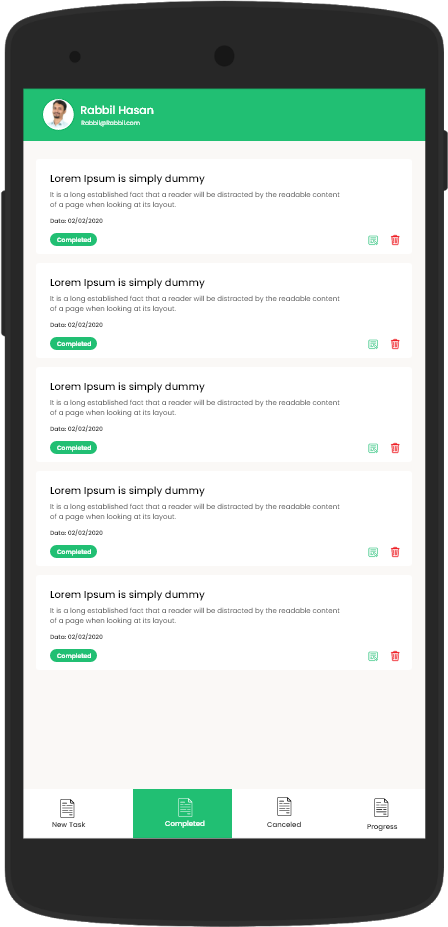 Rabbil Hasan
Rabbil@Rabbil.com
Lorem Ipsum is simply dummy
It is a long established fact that a reader will be distracted by the readable content
of a page when looking at its layout.
Data: 02/02/2020
Completed
Lorem Ipsum is simply dummy
It is a long established fact that a reader will be distracted by the readable content
of a page when looking at its layout.
Data: 02/02/2020
Completed
Lorem Ipsum is simply dummy
It is a long established fact that a reader will be distracted by the readable content
of a page when looking at its layout.
Data: 02/02/2020
Completed
Lorem Ipsum is simply dummy
It is a long established fact that a reader will be distracted by the readable content
of a page when looking at its layout.
Data: 02/02/2020
Completed
Lorem Ipsum is simply dummy
It is a long established fact that a reader will be distracted by the readable content
of a page when looking at its layout.
Data: 02/02/2020
Completed
New Task
Completed
Canceled
Progress